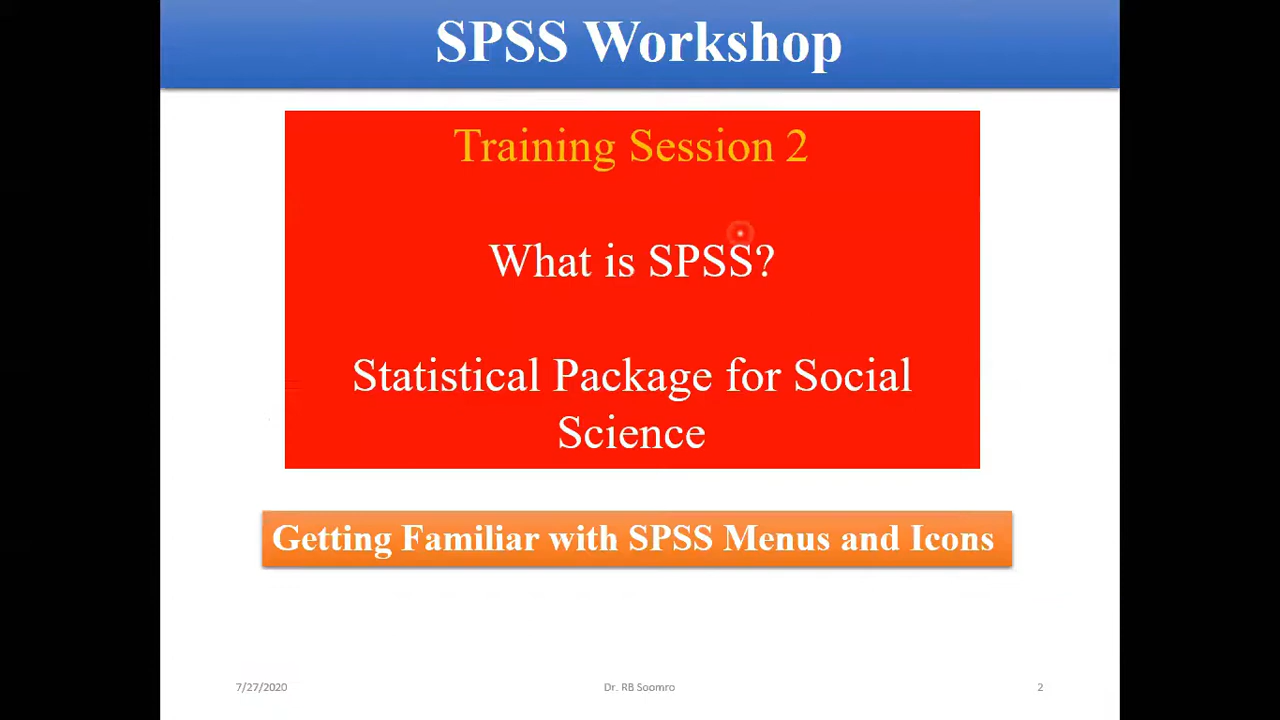 SPSS Workshop
Training Session 2
What is SPSS?
Statistical Package for Social
Science
Getting Familiar with SPSS Menus and Icons
7/27/2020
Dr. RB Soomro
2